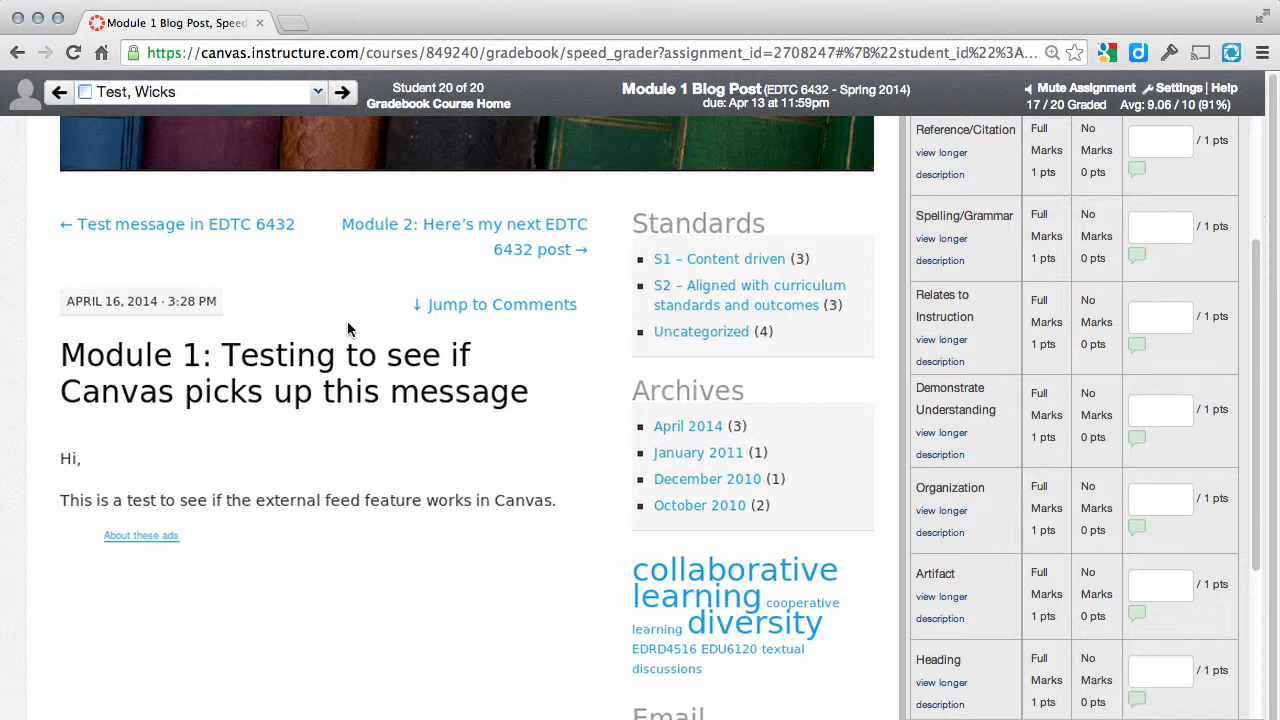 Module 1 Blog Post, Speed
https://canvas.instructure.com/courses/849240/gradebook/speed_grader?assignment_id=2708247#%7B%22student_id%22%3A...
Test, Wicks
Student 20 of 20
Gradebook Course Home
Module 1 Blog Post (EDTC 6432 - Spring 2014)
due: Apr 13 at 11:59pm
Mute Assignment Settings | Help
17 / 20 Graded Avg: 9.06 / 10 (91%)
← Test message in EDTC 6432
Module 2: Here’s my next EDTC
6432 post →
APRIL 16, 2014 · 3:28 PM
↓ Jump to Comments
Module 1: Testing to see if
Canvas picks up this message
Hi,
This is a test to see if the external feed feature works in Canvas.
About these ads
Standards
S1 – Content driven (3)
S2 – Aligned with curriculum
standards and outcomes (3)
Uncategorized (4)
Archives
April 2014 (3)
January 2011 (1)
December 2010 (1)
October 2010 (2)
collaborative
learning cooperative
learning diversity
EDRD4516 EDU6120 textual
discussions
Email
Reference/Citation
view longer
description
Full
Marks
1 pts
No
Marks
0 pts
/ 1 pts
Spelling/Grammar
view longer
description
Full
Marks
1 pts
No
Marks
0 pts
/ 1 pts
Relates to
Instruction
view longer
description
Full
Marks
1 pts
No
Marks
0 pts
/ 1 pts
Demonstrate
Understanding
view longer
description
Full
Marks
1 pts
No
Marks
0 pts
/ 1 pts
Organization
view longer
description
Full
Marks
1 pts
No
Marks
0 pts
/ 1 pts
Artifact
view longer
description
Full
Marks
1 pts
No
Marks
0 pts
/ 1 pts
Heading
view longer
description
Full
Marks
1 pts
No
Marks
0 pts
/ 1 pts